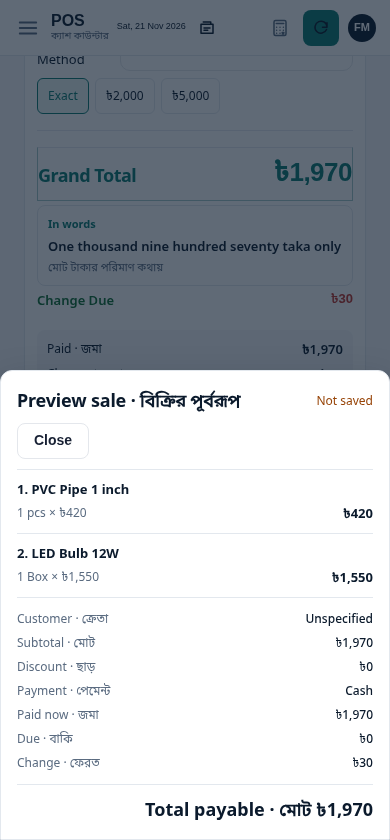 POS
ক্যাশ কাউন্টার
Sat, 21 Nov 2026
FM
Method
Exact
৳2,000
৳5,000
Grand Total
৳1,970
In words
One thousand nine hundred seventy taka only
মোট টাকার পরিমাণ কথায়
Change Due
৳30
Paid · জমা
৳1,970
Preview sale · বিক্রির পূর্বরূপ
Not saved
Close
1. PVC Pipe 1 inch
1 pcs × ৳420
৳420
2. LED Bulb 12W
1 Box × ৳1,550
৳1,550
Customer · ক্রেতা
Unspecified
Subtotal · মোট
৳1,970
Discount · ছাড়
৳0
Payment · পেমেন্ট
Cash
Paid now · জমা
৳1,970
Due · বাকি
৳0
Change · ফেরত
৳30
Total payable · মোট ৳1,970